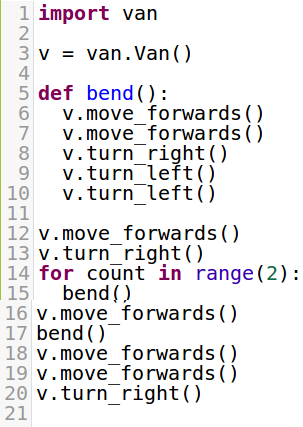 1 import van
2
3 v = van.Van()
4
5 def bend():
6   v.move_forwards()
7   v.move_forwards()
8   v.turn_right()
9   v.turn_left()
10   v.turn_left()
11
12 v.move_forwards()
13 v.turn_right()
14 for count in range(2):
15   bend()
16 v.move_forwards()
17 bend()
18 v.move_forwards()
19 v.move_forwards()
20 v.turn_right()
21